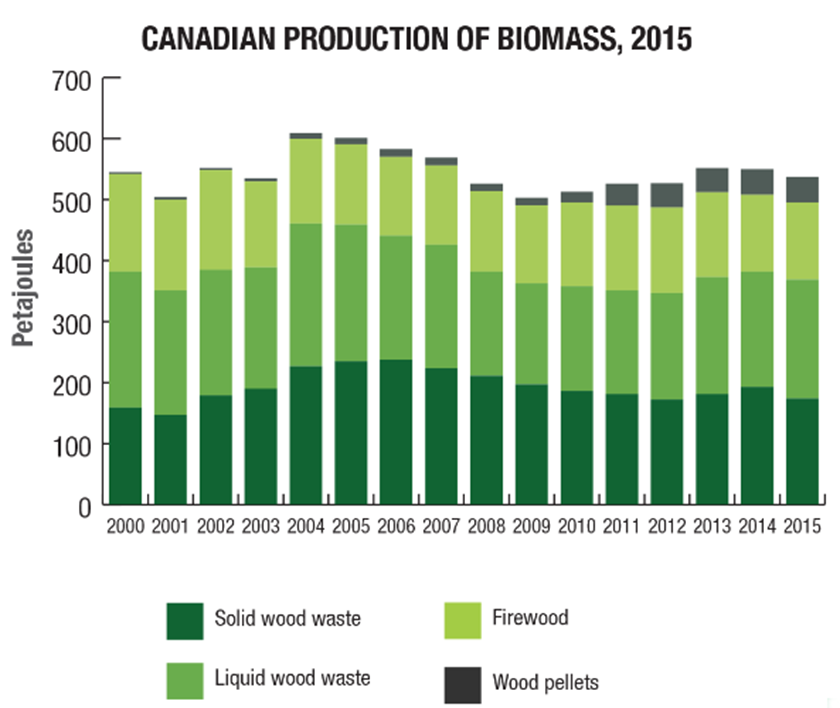 CANADIAN PRODUCTION OF BIOMASS, 2015
Petajoules
700
600
500
400
300
200
100
0
2000 2001 2002 2003 2004 2005 2006 2007 2008 2009 2010 2011 2012 2013 2014 2015
Solid wood waste
Firewood
Liquid wood waste
Wood pellets